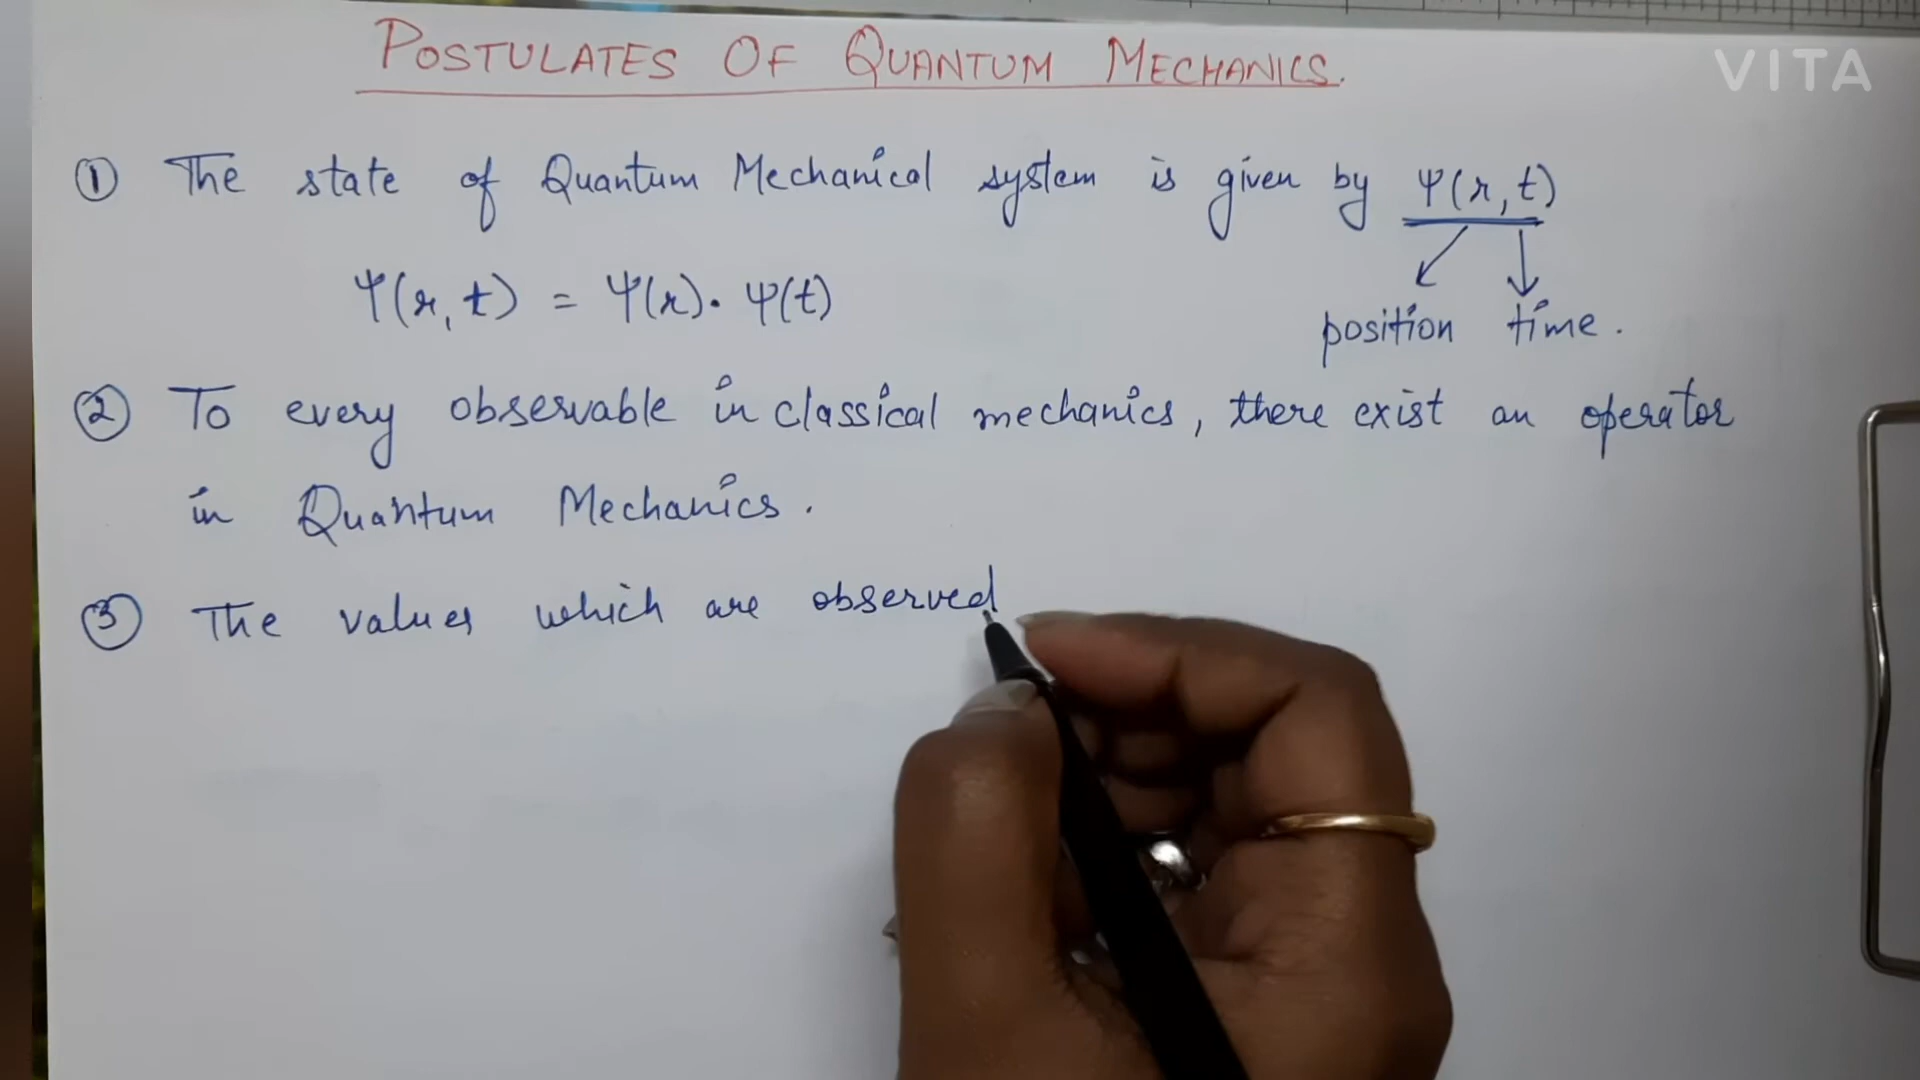 POSTULATES OF QUANTUM MECHANICS.
VITA
① The state of Quantum Mechanical system is given by Ψ(r,t)
position time.
Ψ(r,t) = Ψ(r). Ψ(t)
② To every observable in classical mechanics, there exist an operator
in Quantum Mechanics.
③ The values which are observed